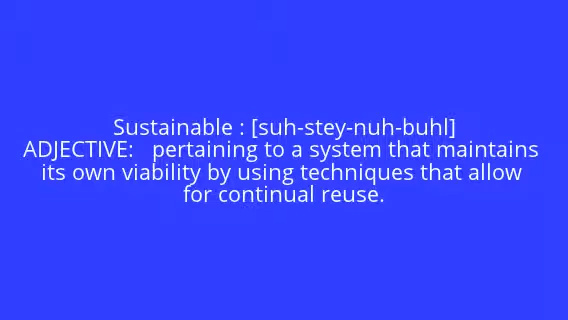 Sustainable : [suh-stey-nuh-buhl]
ADJECTIVE:   pertaining to a system that maintains
its own viability by using techniques that allow
for continual reuse.